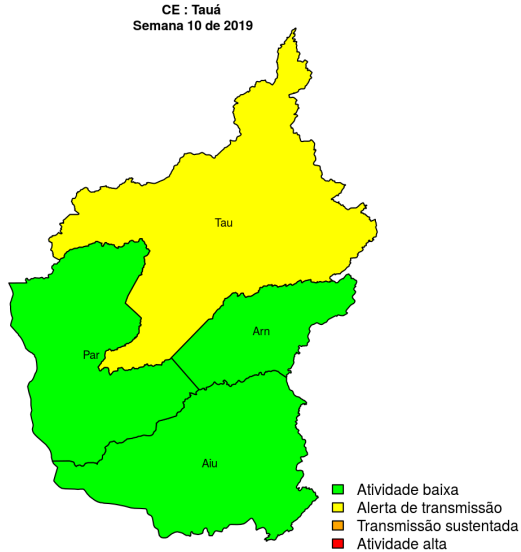 CE : Tauá
Semana 10 de 2019
Tau
Arn
Par
Aiu
Atividade baixa
Alerta de transmissão
Transmissão sustentada
Atividade alta